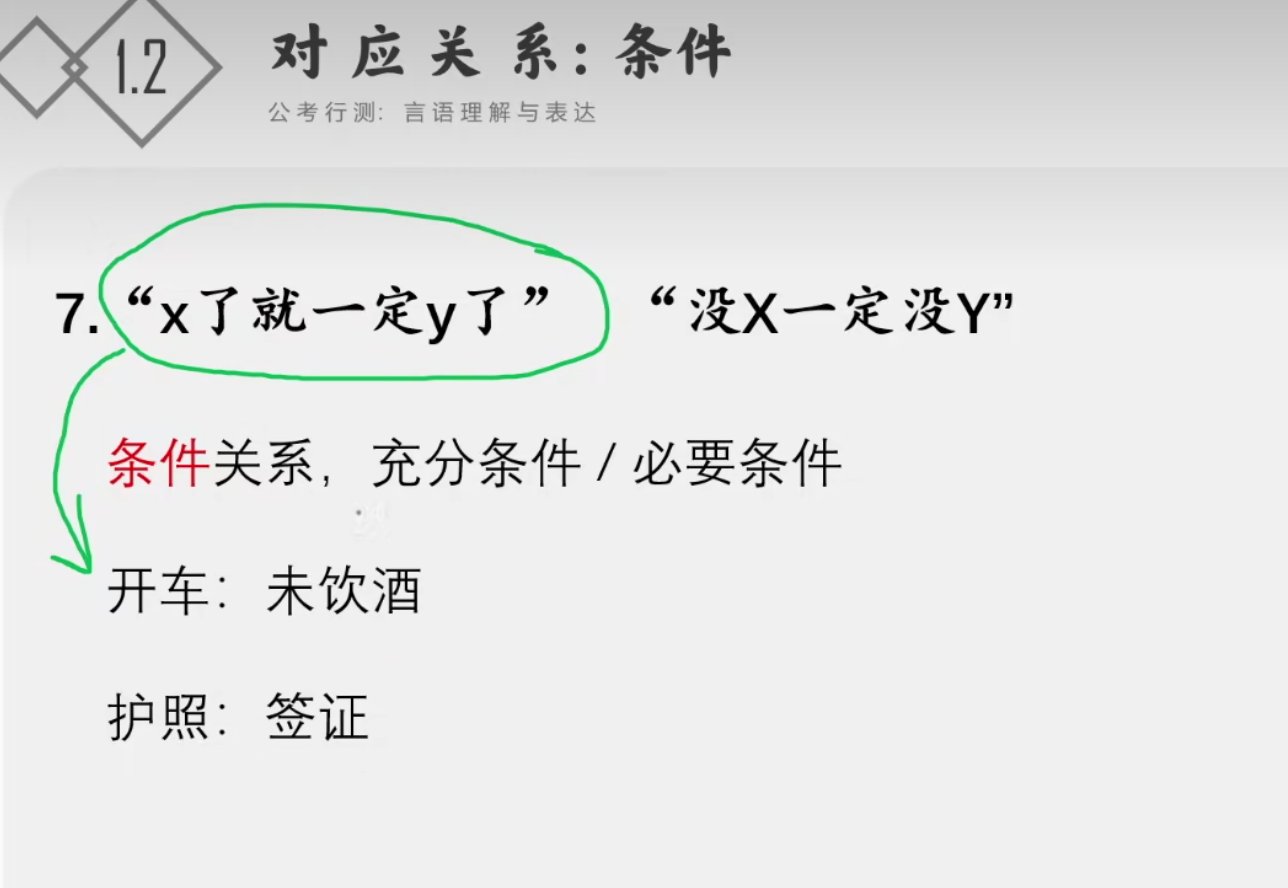 1.2
对应关系：条件
公考行测：言语理解与表达
7.“x了就一定y了” “没X一定没Y”
条件关系，充分条件 / 必要条件
开车：未饮酒
护照：签证